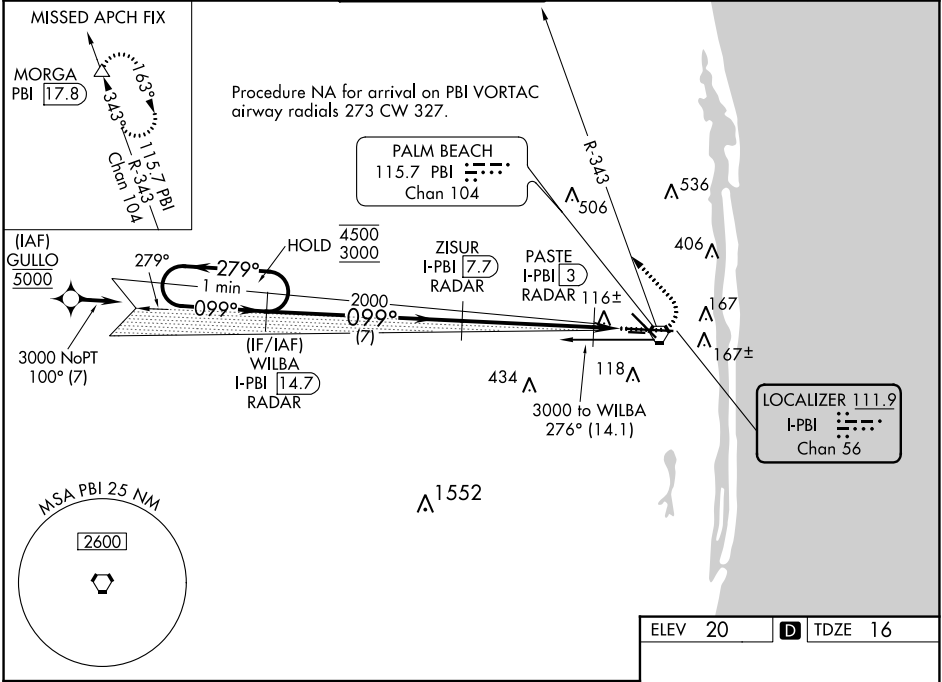 MISSED APCH FIX
MORGA
PBI 17.8
163°
343°
115.7 PBI
R-343
Chan 104
Procedure NA for arrival on PBI VORTAC
airway radials 273 CW 327.
PALM BEACH
115.7 PBI
Chan 104
R-343
506
536
406
167
167±
(IAF)
GULLO
5000
279°
HOLD
4500
3000
279°
1 min
099°
2000
099°
(7)
ZISUR
I-PBI 7.7
RADAR
PASTE
I-PBI 3
RADAR
116±
3000 NoPT
100° (7)
(IF/IAF)
WILBA
I-PBI 14.7
RADAR
434
118
3000 to WILBA
276° (14.1)
LOCALIZER 111.9
I-PBI
Chan 56
1552
MSA PBI 25 NM
2600
ELEV 20 D TDZE 16